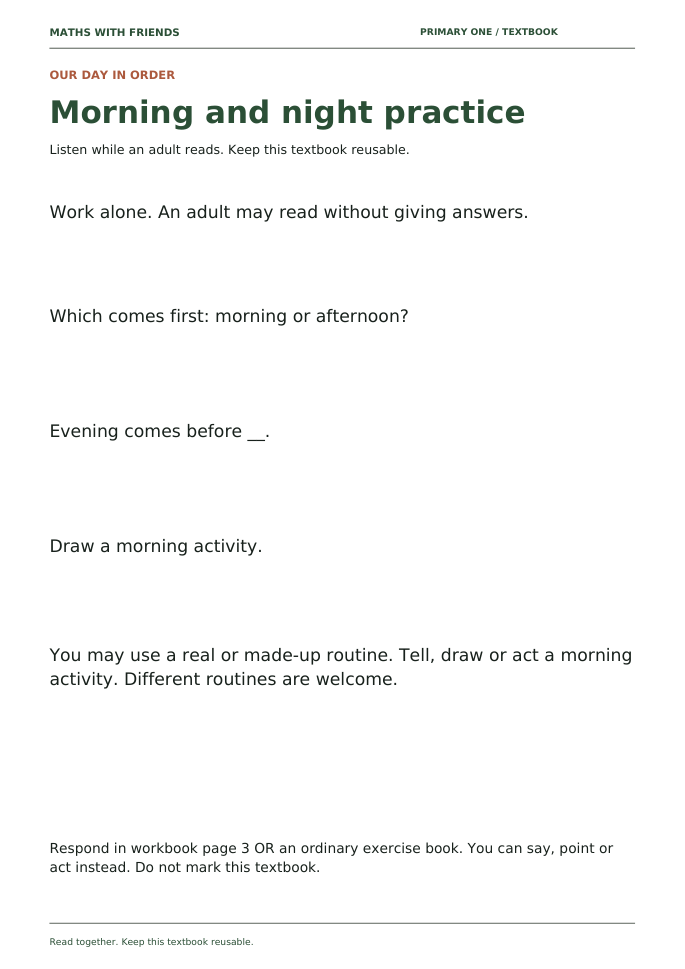 MATHS WITH FRIENDS
PRIMARY ONE / TEXTBOOK
OUR DAY IN ORDER
Morning and night practice
Listen while an adult reads. Keep this textbook reusable.
Work alone. An adult may read without giving answers.
Which comes first: morning or afternoon?
Evening comes before __.
Draw a morning activity.
You may use a real or made-up routine. Tell, draw or act a morning
activity. Different routines are welcome.
Respond in workbook page 3 OR an ordinary exercise book. You can say, point or
act instead. Do not mark this textbook.
Read together. Keep this textbook reusable.